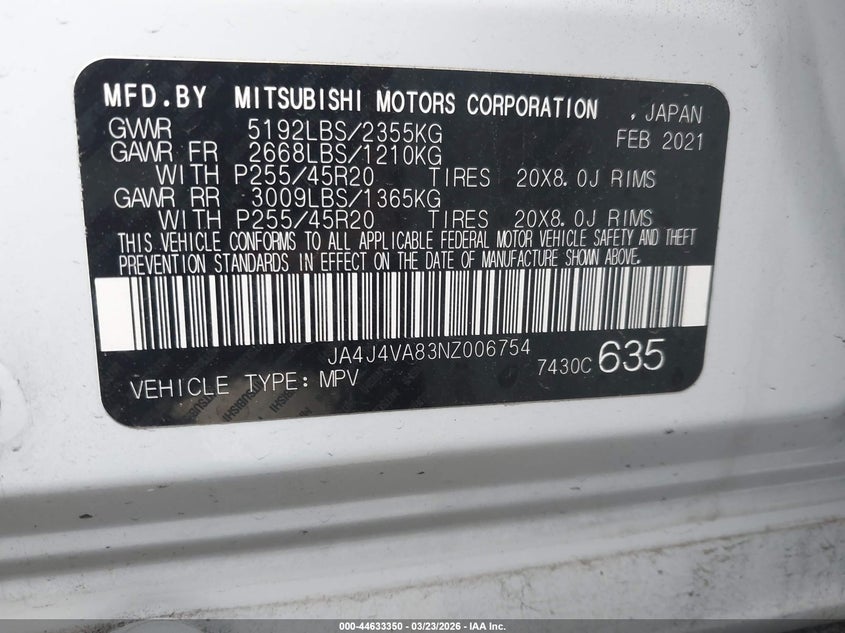 MFD.BY MITSUBISHI MOTORS CORPORATION , JAPAN
GVWR 5192LBS/2355KG FEB 2021
GAWR FR 2668LBS/1210KG
WITH P255/45R20 TIRES 20X8.0J RIMS
GAWR RR 3009LBS/1365KG
WITH P255/45R20 TIRES 20X8.0J RIMS
THIS VEHICLE CONFORMS TO ALL APPLICABLE FEDERAL MOTOR VEHICLE SAFETY AND THEFT
PREVENTION STANDARDS IN EFFECT ON THE DATE OF MANUFACTURE SHOWN ABOVE.
JA4J4VA83NZ006754
VEHICLE TYPE: MPV 7430C 635
000-44633350 - 03/23/2026 - IAA Inc.